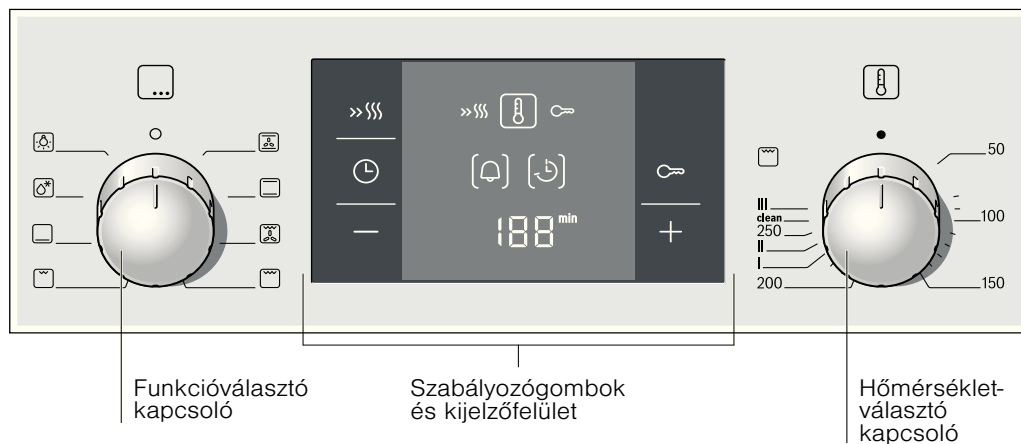 188 min
50
100
150
200
I
II
250
clean
III
Funkcióválasztó
kapcsoló
Szabályozógombok
és kijelzőfelület
Hőmérséklet-
választó
kapcsoló